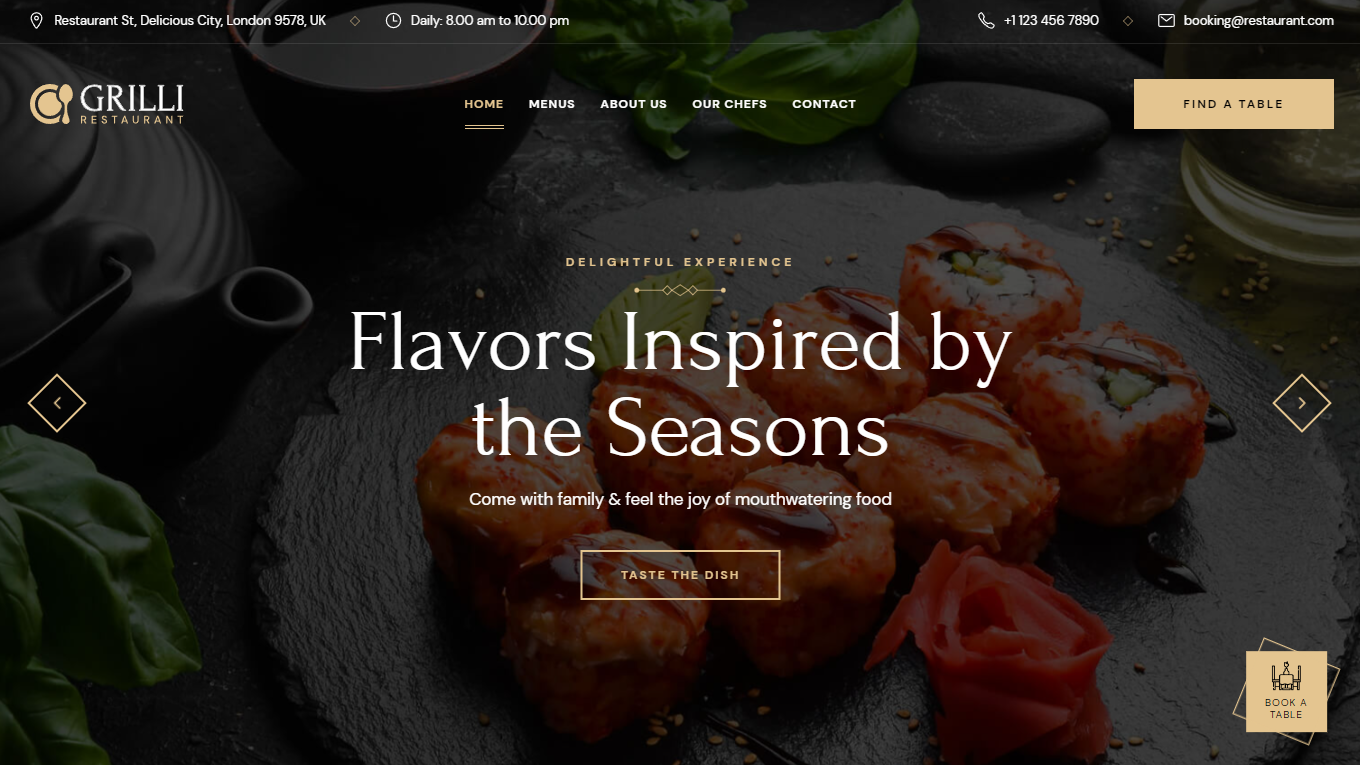 Restaurant St, Delicious City, London 9578, UK
Daily: 8.00 am to 10.00 pm
+1 123 456 7890
booking@restaurant.com
GRILLI
RESTAURANT
HOME
MENUS
ABOUT US
OUR CHEFS
CONTACT
FIND A TABLE
DELIGHTFUL EXPERIENCE
Flavors Inspired by
the Seasons
Come with family & feel the joy of mouthwatering food
TASTE THE DISH
BOOK A
TABLE